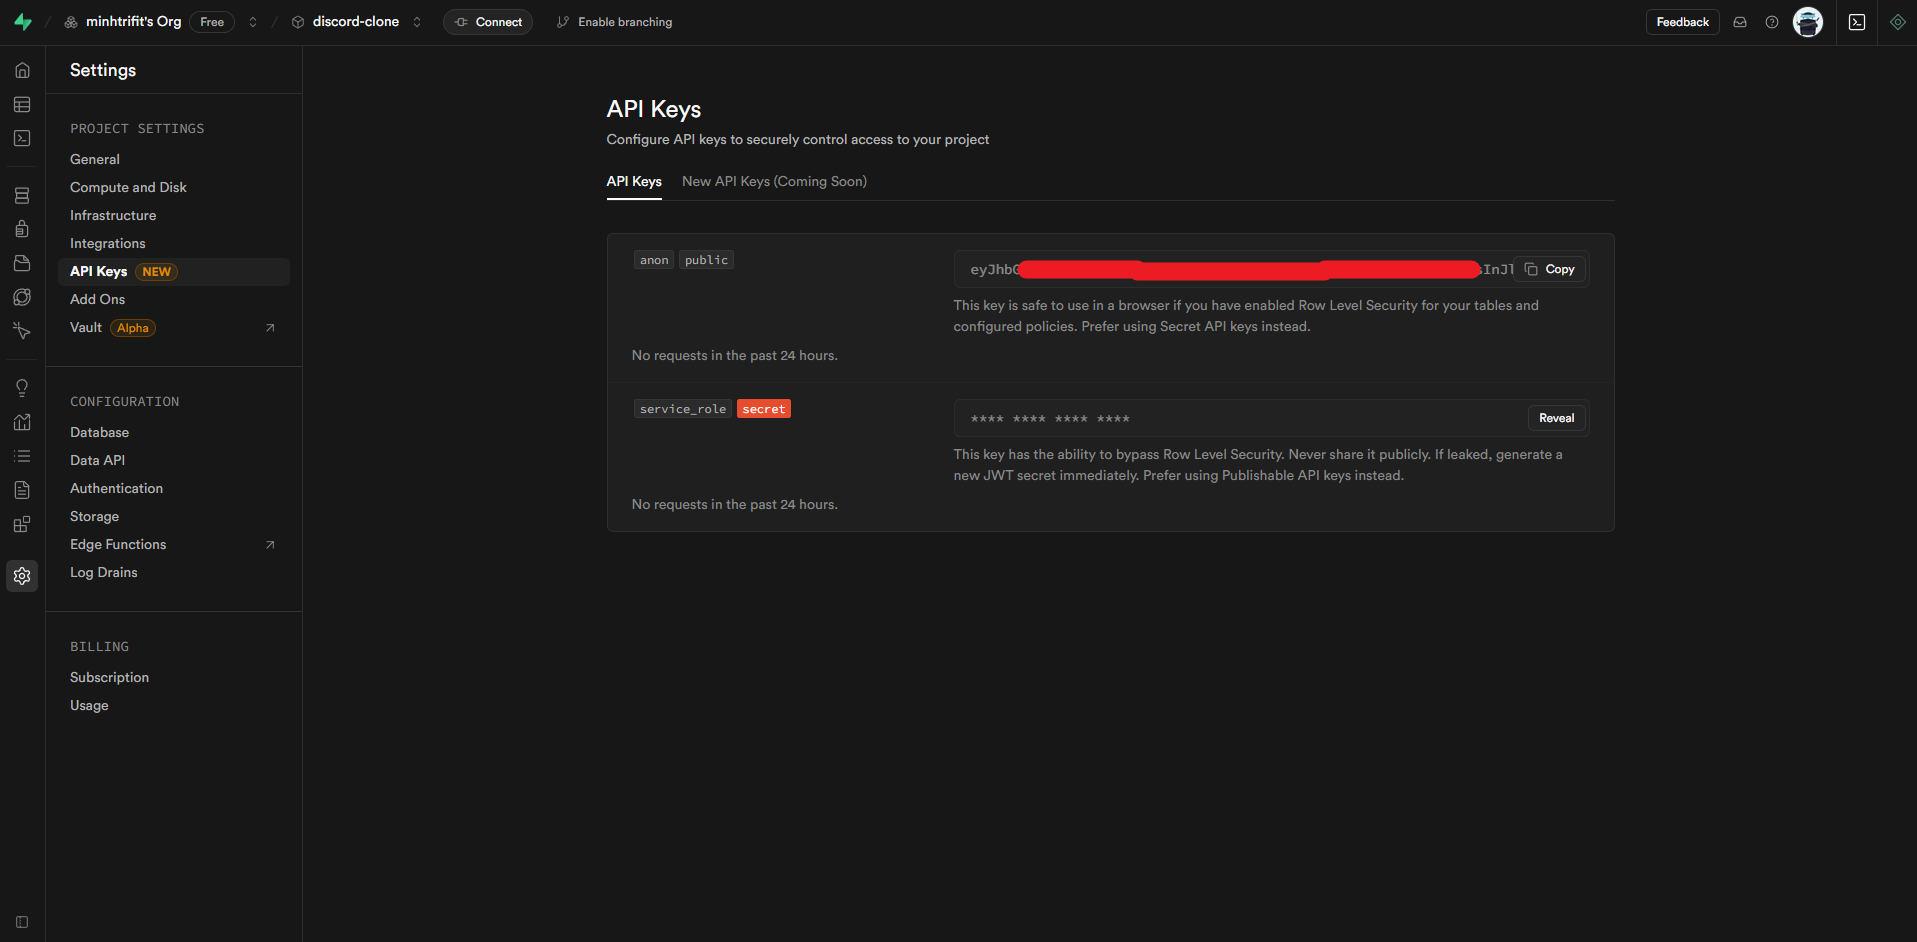 minhtrifit's Org Free discord-clone Connect Enable branching Feedback
Settings
PROJECT SETTINGS
General
Compute and Disk
Infrastructure
Integrations
API Keys NEW
Add Ons
Vault Alpha
CONFIGURATION
Database
Data API
Authentication
Storage
Edge Functions
Log Drains
BILLING
Subscription
Usage
API Keys
Configure API keys to securely control access to your project
API Keys New API Keys (Coming Soon)
anon public
eyJhb InJ Copy
This key is safe to use in a browser if you have enabled Row Level Security for your tables and
configured policies. Prefer using Secret API keys instead.
No requests in the past 24 hours.
service_role secret
**** **** **** **** Reveal
This key has the ability to bypass Row Level Security. Never share it publicly. If leaked, generate a
new JWT secret immediately. Prefer using Publishable API keys instead.
No requests in the past 24 hours.